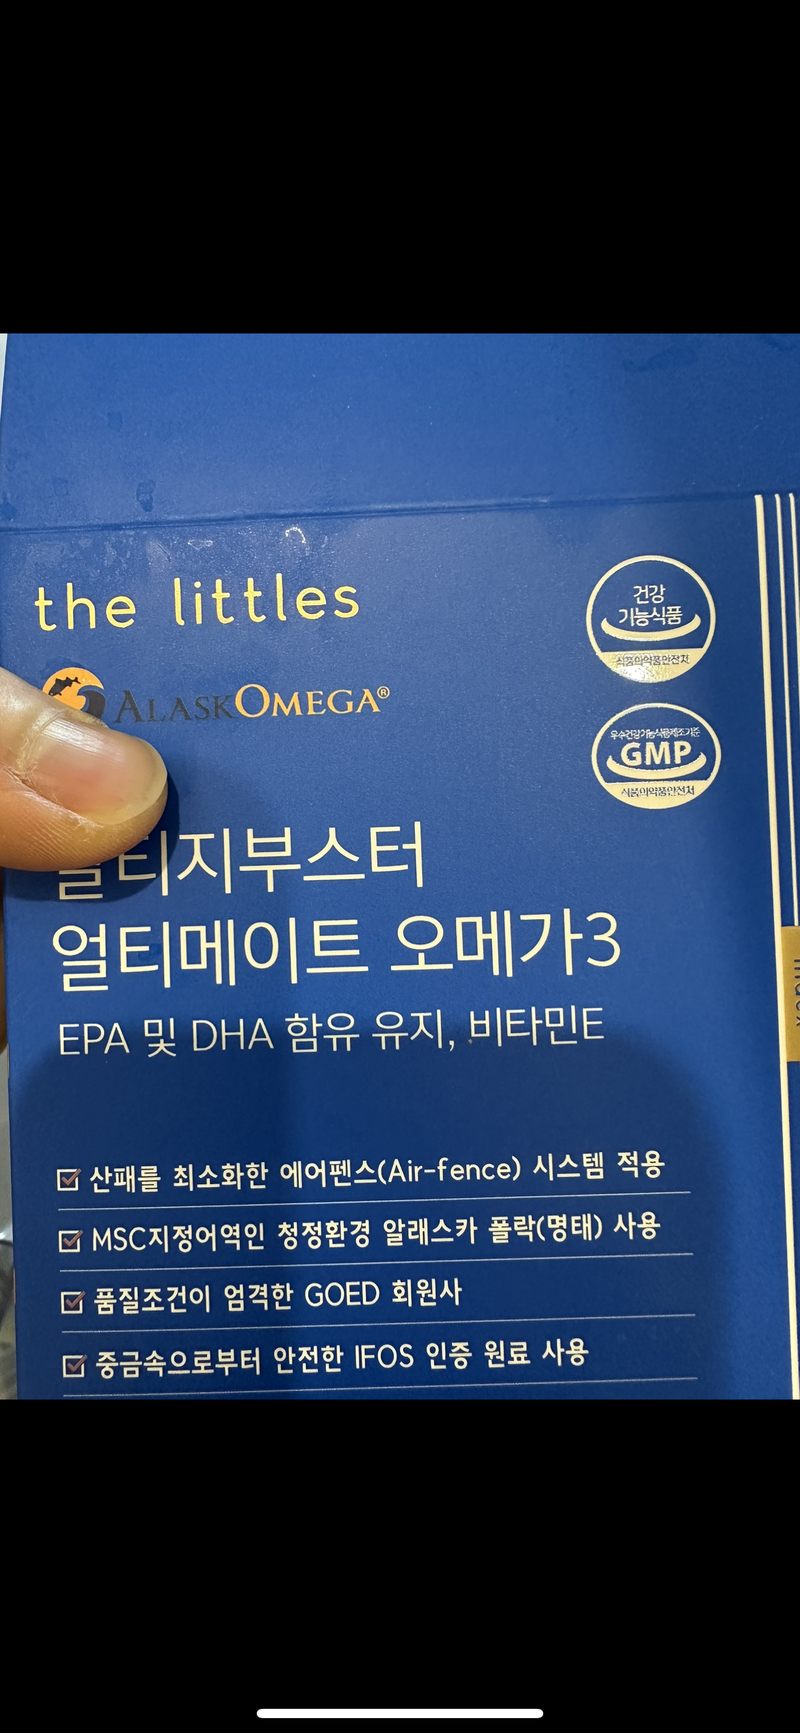 the littles
ALASKOMEGA®
건강
기능식품
식품의약품안전처
우수건강기능식품제조기준
GMP
식품의약품안전처
티지부스터
얼티메이트 오메가3
EPA 및 DHA 함유 유지, 비타민E
산패를 최소화한 에어펜스(Air-fence) 시스템 적용
MSC지정어역인 청정환경 알래스카 폴락(명태) 사용
품질조건이 엄격한 GOED 회원사
중금속으로부터 안전한 IFOS 인증 원료 사용